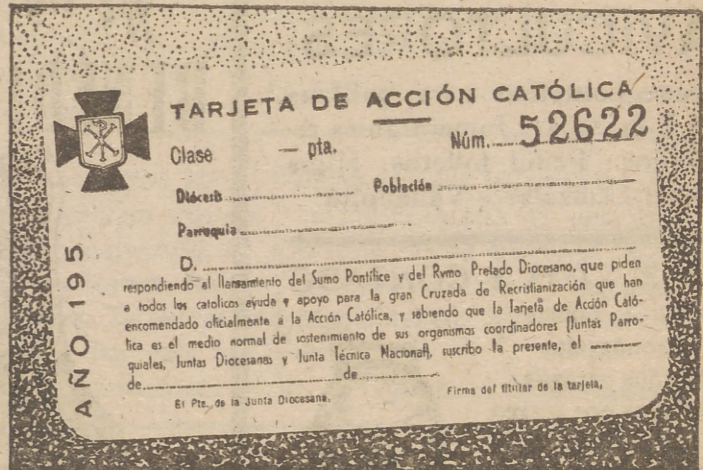 TARJETA DE ACCIÓN CATÓLICA
Clase — pta. Núm. 52622
Diócesis Población
Parroquia
AÑO 195
D.
respondiendo al llamamiento del Sumo Pontífice y del Rvmo Prelado Diocesano, que piden
a todos los catolicos ayuda y apoyo para la gran Cruzada de Recristianización que han
encomendado oficialmente a la Acción Católica, y sabiendo que la Tarjeta de Acción Cató-
lica es el medio normal de sostenimiento de sus organismos coordinadores (Juntas Parro-
quiales, Juntas Diocesanas y Junta Técnica Nacional), suscribo la presente, el
de de
El Pte. de la Junta Diocesana. Firma del titular de la tarjeta,